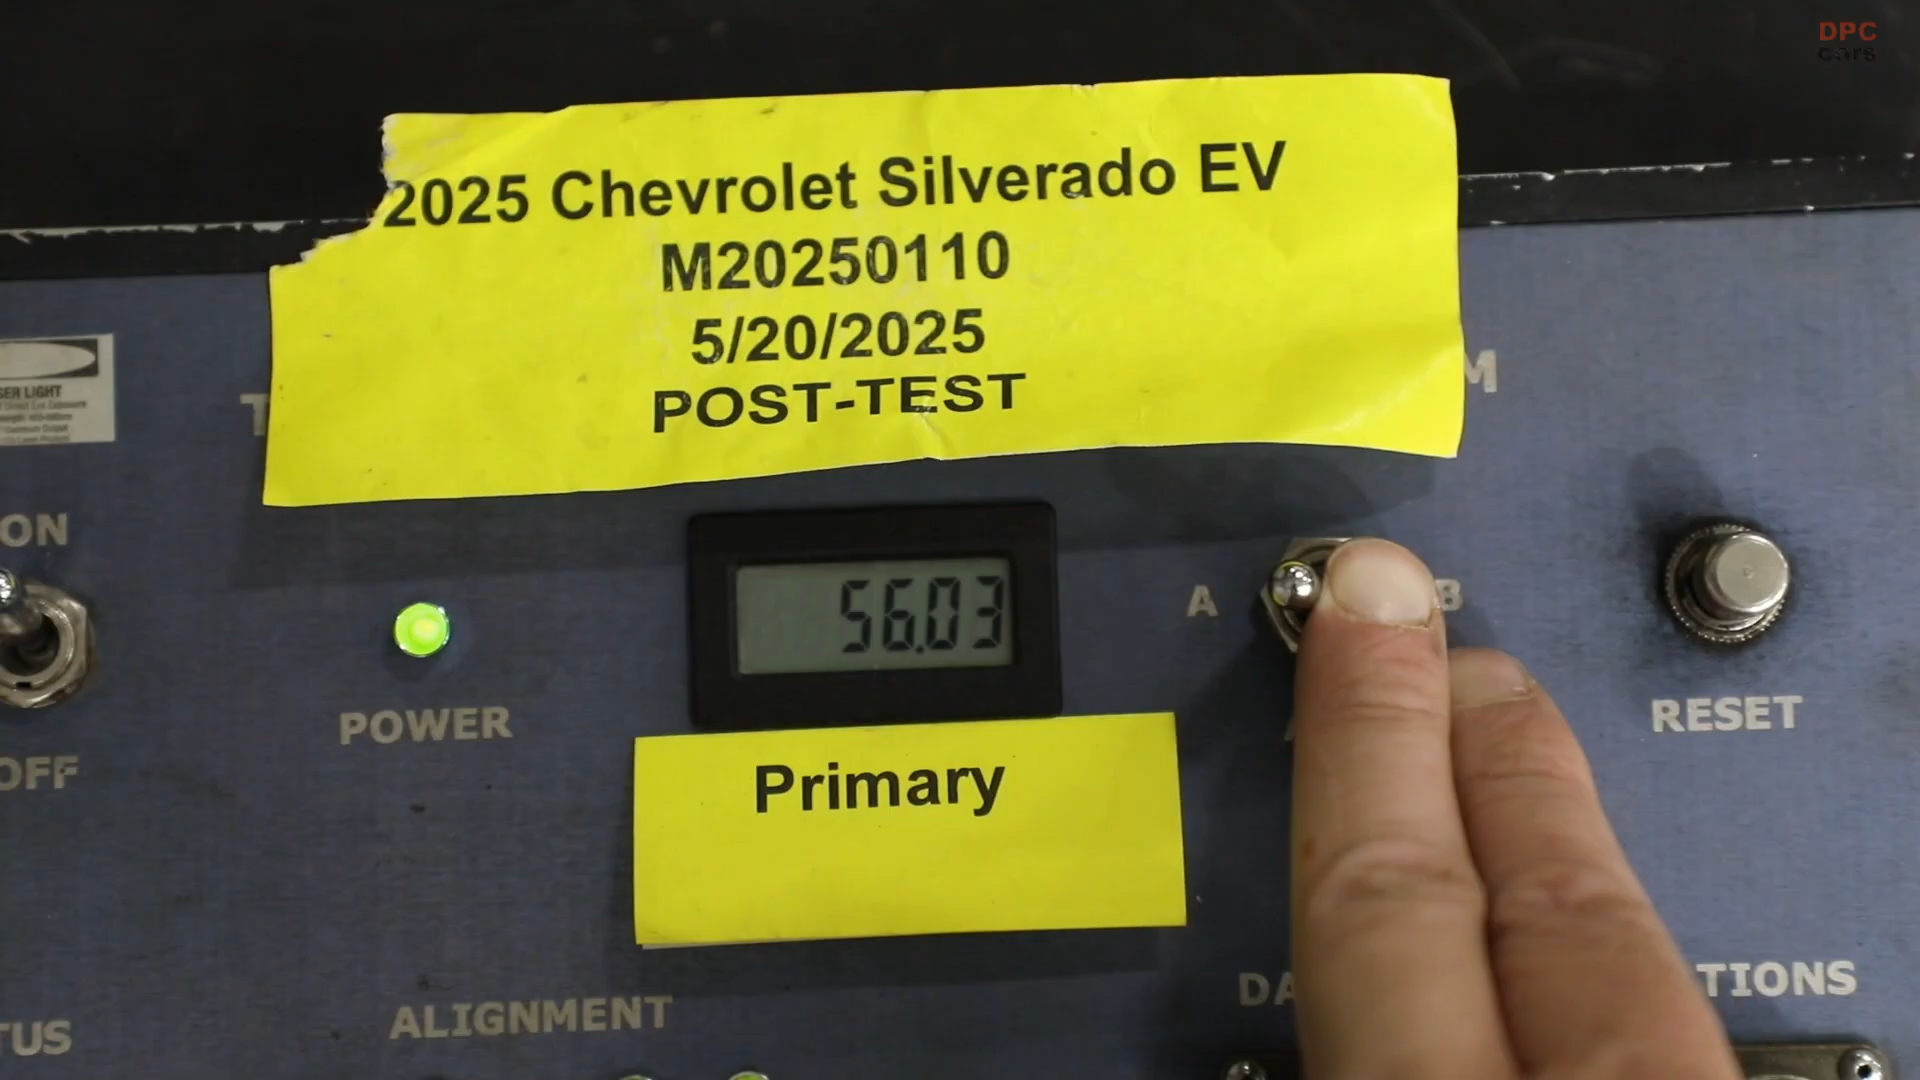 DPC
cars
2025 Chevrolet Silverado EV
M20250110
5/20/2025
POST-TEST
LIGHT
ON
OFF
POWER
56.03
A
B
RESET
Primary
ALIGNMENT